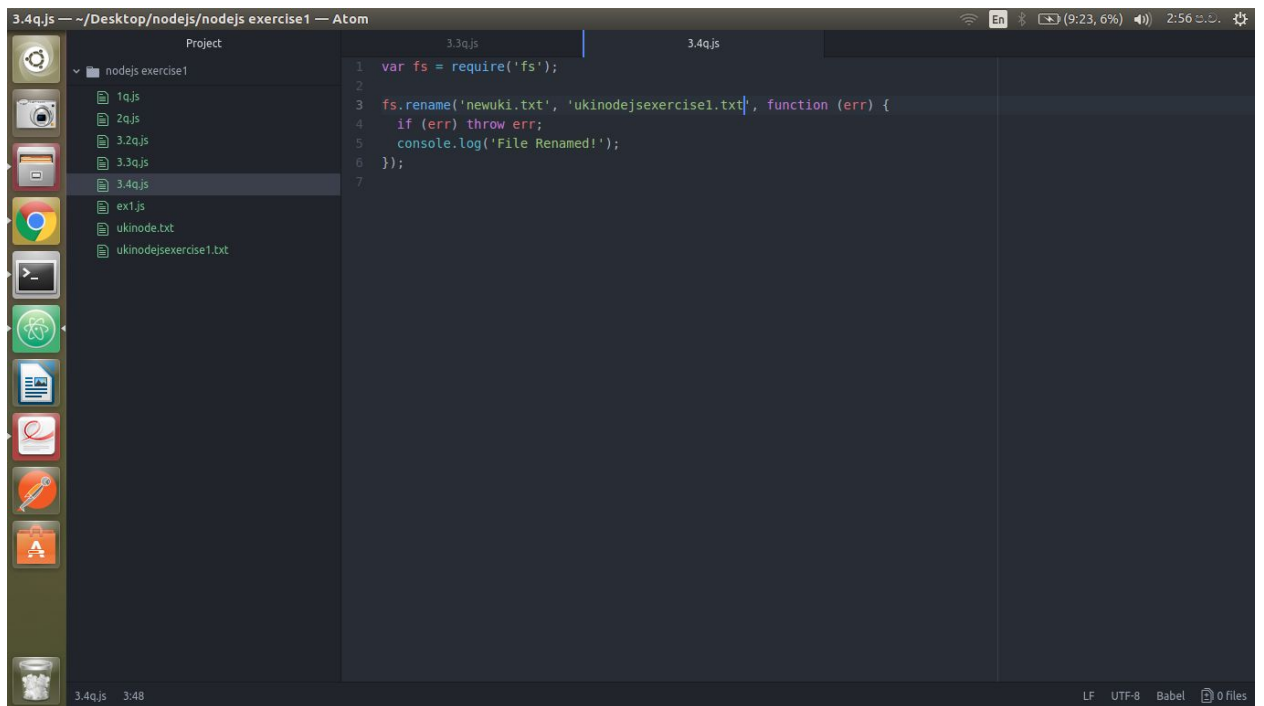 3.4q.js — ~/Desktop/nodejs/nodejs exercise1 — Atom
En (9:23, 6%) 2:56 ප.ව.
Project
3.3q.js
3.4q.js
nodejs exercise1
1q.js
2q.js
3.2q.js
3.3q.js
3.4q.js
ex1.js
ukinode.txt
ukinodejsexercise1.txt
1 var fs = require('fs');
2
3 fs.rename('newuki.txt', 'ukinodejsexercise1.txt', function (err) {
4 if (err) throw err;
5 console.log('File Renamed!');
6 });
7
3.4q.js 3:48
LF UTF-8 Babel 0 files